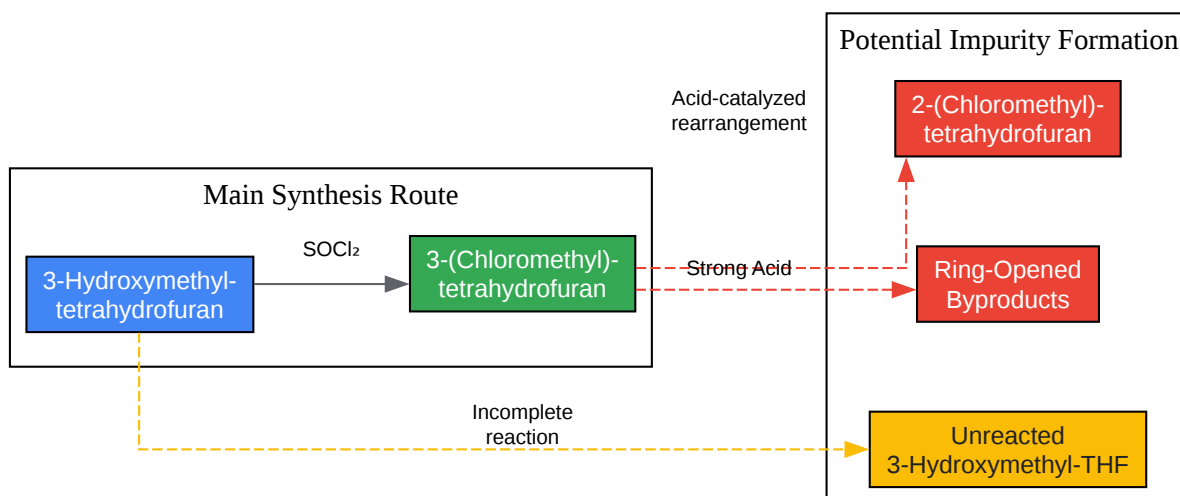 Potential Impurity Formation
2-(Chloromethyl)-
tetrahydrofuran
Acid-catalyzed
rearrangement
Main Synthesis Route
SOCl₂
3-Hydroxymethyl-
tetrahydrofuran
3-(Chloromethyl)-
tetrahydrofuran
Strong Acid
Ring-Opened
Byproducts
Incomplete
reaction
Unreacted
3-Hydroxymethyl-THF